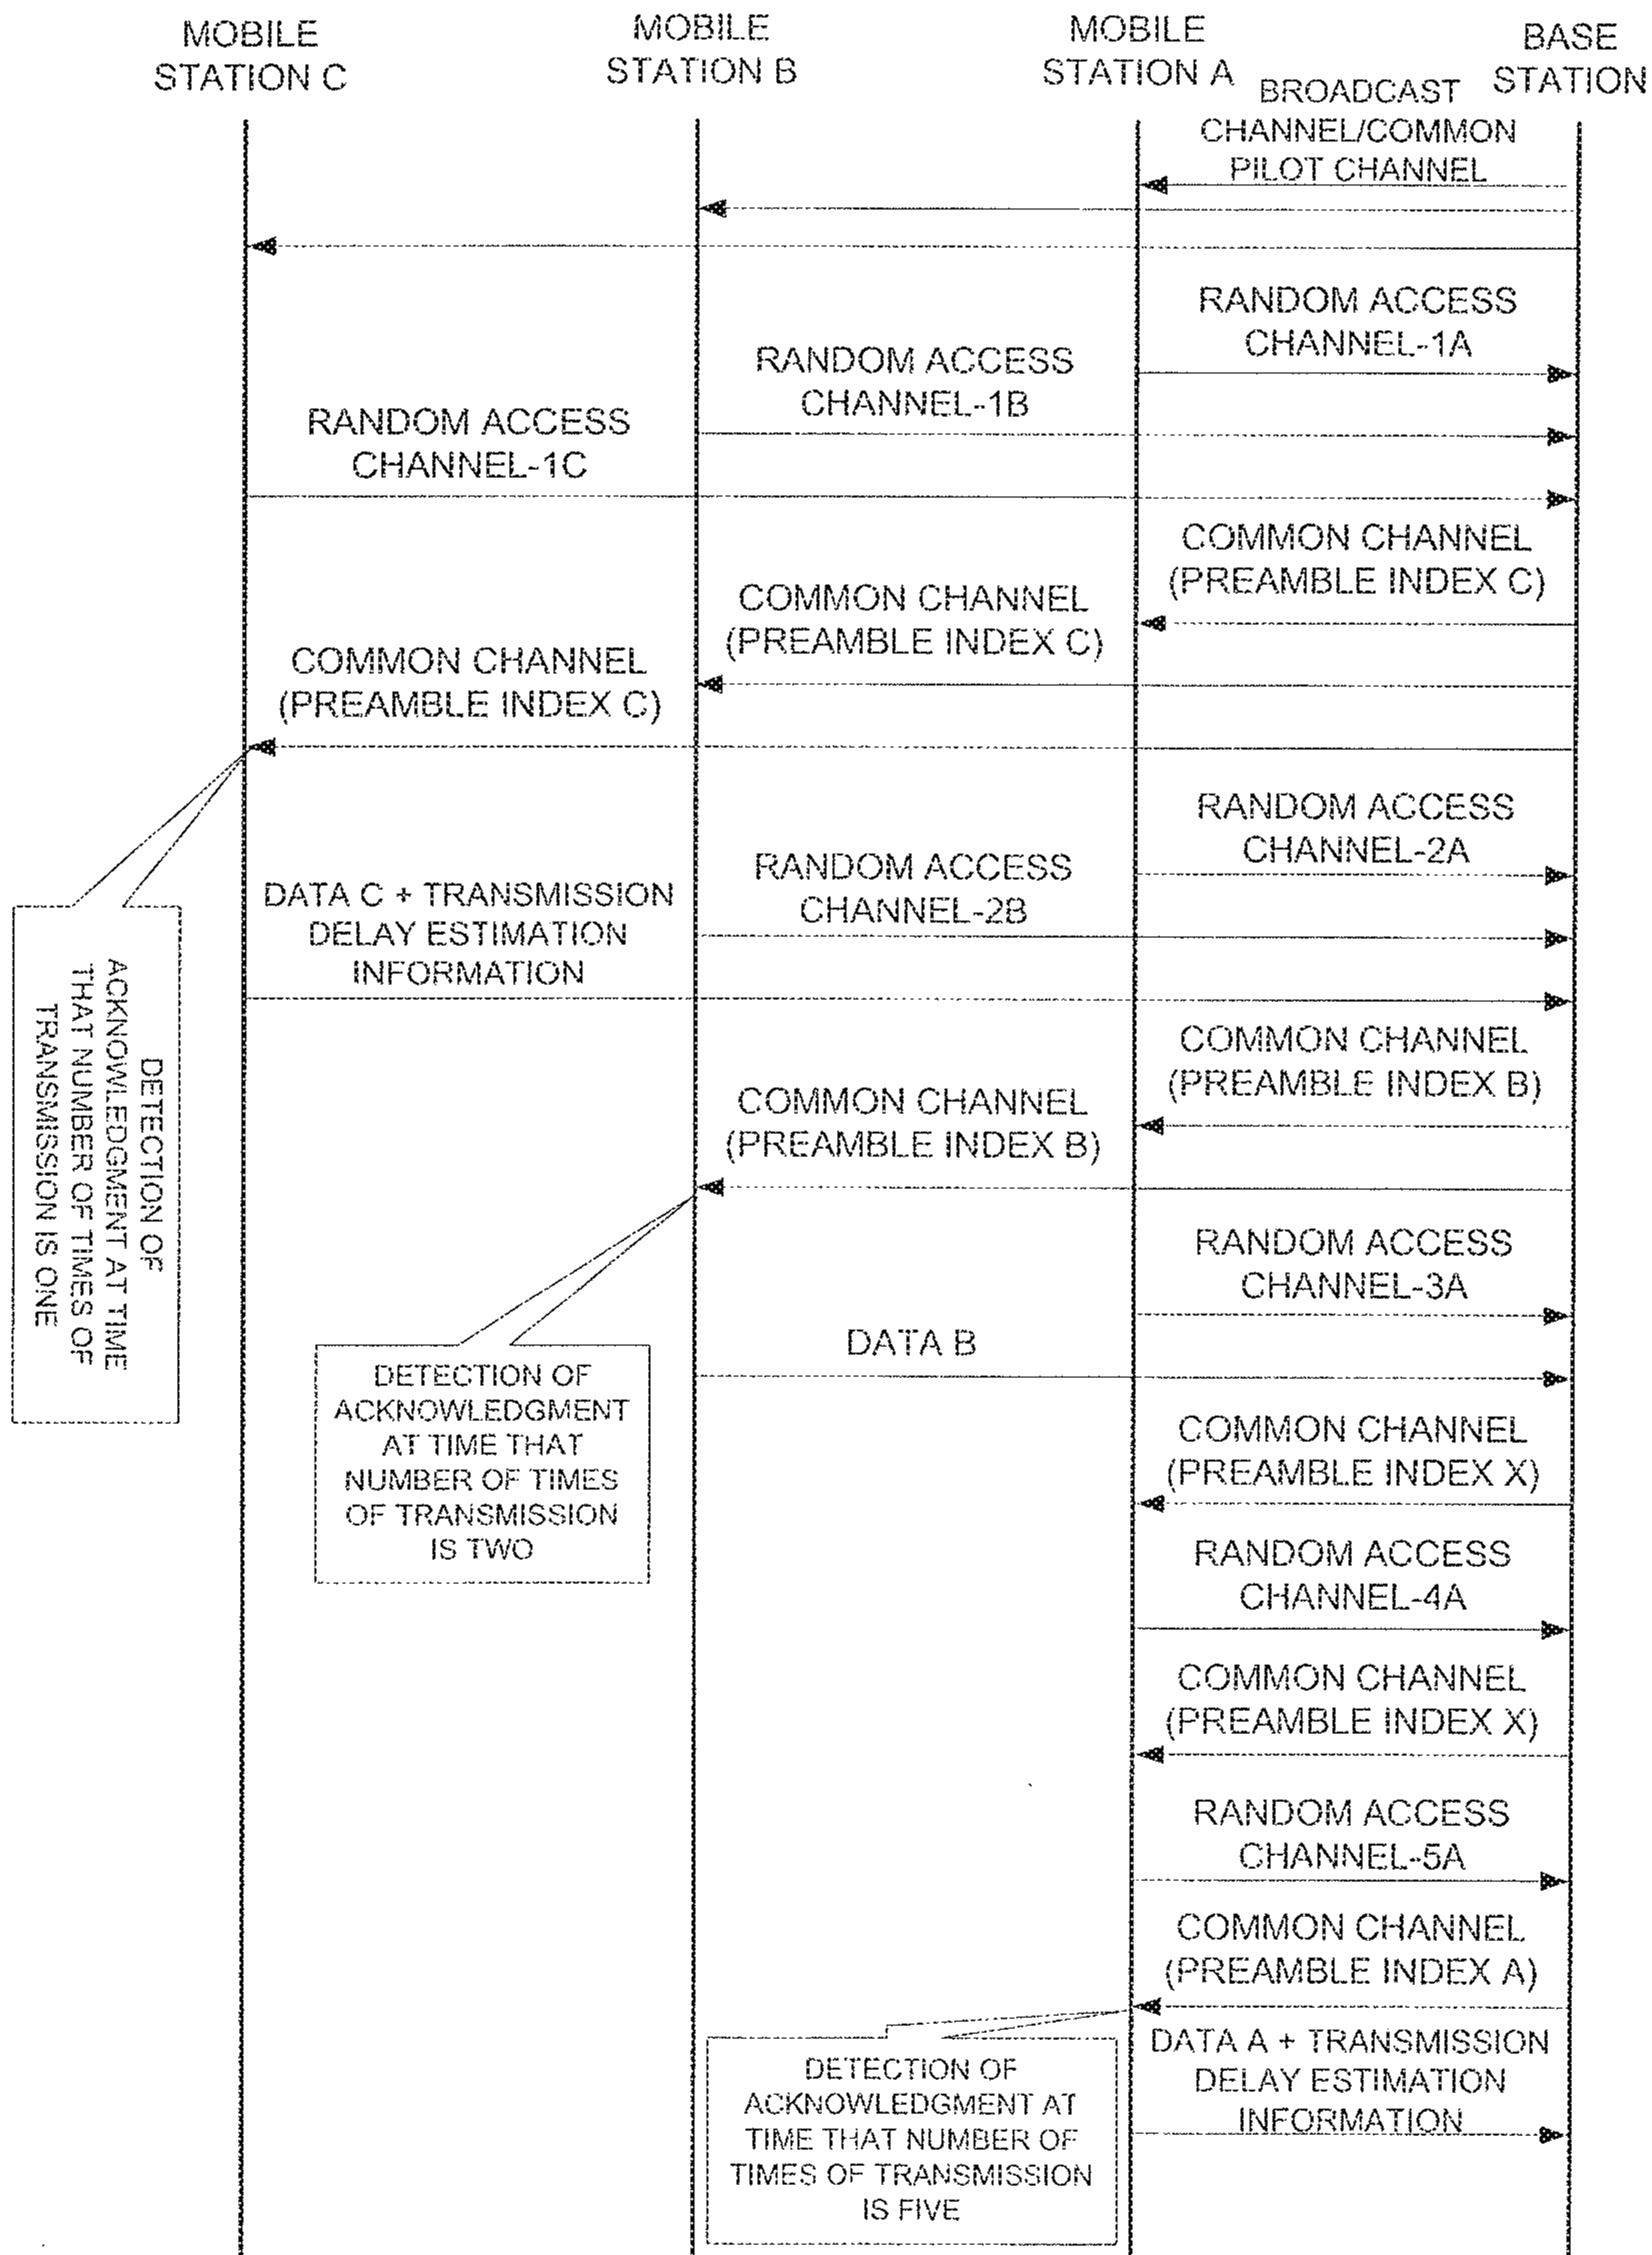 MOBILE
STATION C
MOBILE
STATION B
MOBILE
STATION A
BASE
STATION
BROADCAST
CHANNEL/COMMON
PILOT CHANNEL
RANDOM ACCESS
CHANNEL-1A
RANDOM ACCESS
CHANNEL-1B
RANDOM ACCESS
CHANNEL-1C
COMMON CHANNEL
(PREAMBLE INDEX C)
COMMON CHANNEL
(PREAMBLE INDEX C)
COMMON CHANNEL
(PREAMBLE INDEX C)
RANDOM ACCESS
CHANNEL-2A
RANDOM ACCESS
CHANNEL-2B
DATA C + TRANSMISSION
DELAY ESTIMATION
INFORMATION
DETECTION OF
ACKNOWLEDGMENT AT TIME
THAT NUMBER OF TIMES OF
TRANSMISSION IS ONE
COMMON CHANNEL
(PREAMBLE INDEX B)
COMMON CHANNEL
(PREAMBLE INDEX B)
RANDOM ACCESS
CHANNEL-3A
DATA B
DETECTION OF
ACKNOWLEDGMENT
AT TIME THAT
NUMBER OF TIMES
OF TRANSMISSION
IS TWO
COMMON CHANNEL
(PREAMBLE INDEX X)
RANDOM ACCESS
CHANNEL-4A
COMMON CHANNEL
(PREAMBLE INDEX X)
RANDOM ACCESS
CHANNEL-5A
COMMON CHANNEL
(PREAMBLE INDEX A)
DATA A + TRANSMISSION
DELAY ESTIMATION
INFORMATION
DETECTION OF
ACKNOWLEDGMENT AT
TIME THAT NUMBER OF
TIMES OF TRANSMISSION
IS FIVE